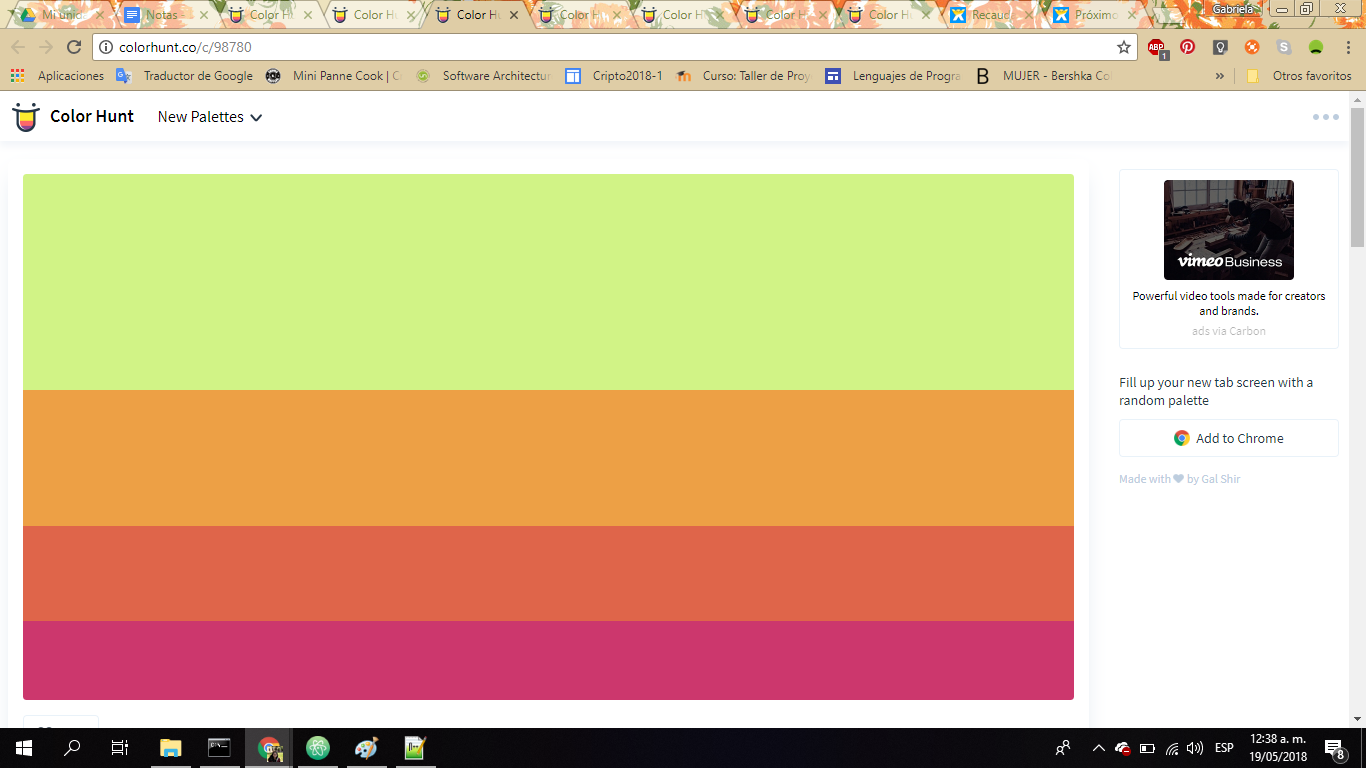 Mi unid
Notas -
Color H
Color H
Color Hu
Color H
Color H
Color H
Color H
Recaud
Próximo
Gabriela
colorhunt.co/c/98780
ABP
1
Aplicaciones
Traductor de Google
Mini Panne Cook | C
Software Architectur
Cripto2018-1
Curso: Taller de Proy
Lenguajes de Progra
B
MUJER - Bershka Co
»
Otros favoritos
Color Hunt
New Palettes
vimeo Business
Powerful video tools made for creators
and brands.
ads via Carbon
Fill up your new tab screen with a
random palette
Add to Chrome
Made with ♥ by Gal Shir
ESP
12:38 a. m.
19/05/2018
8